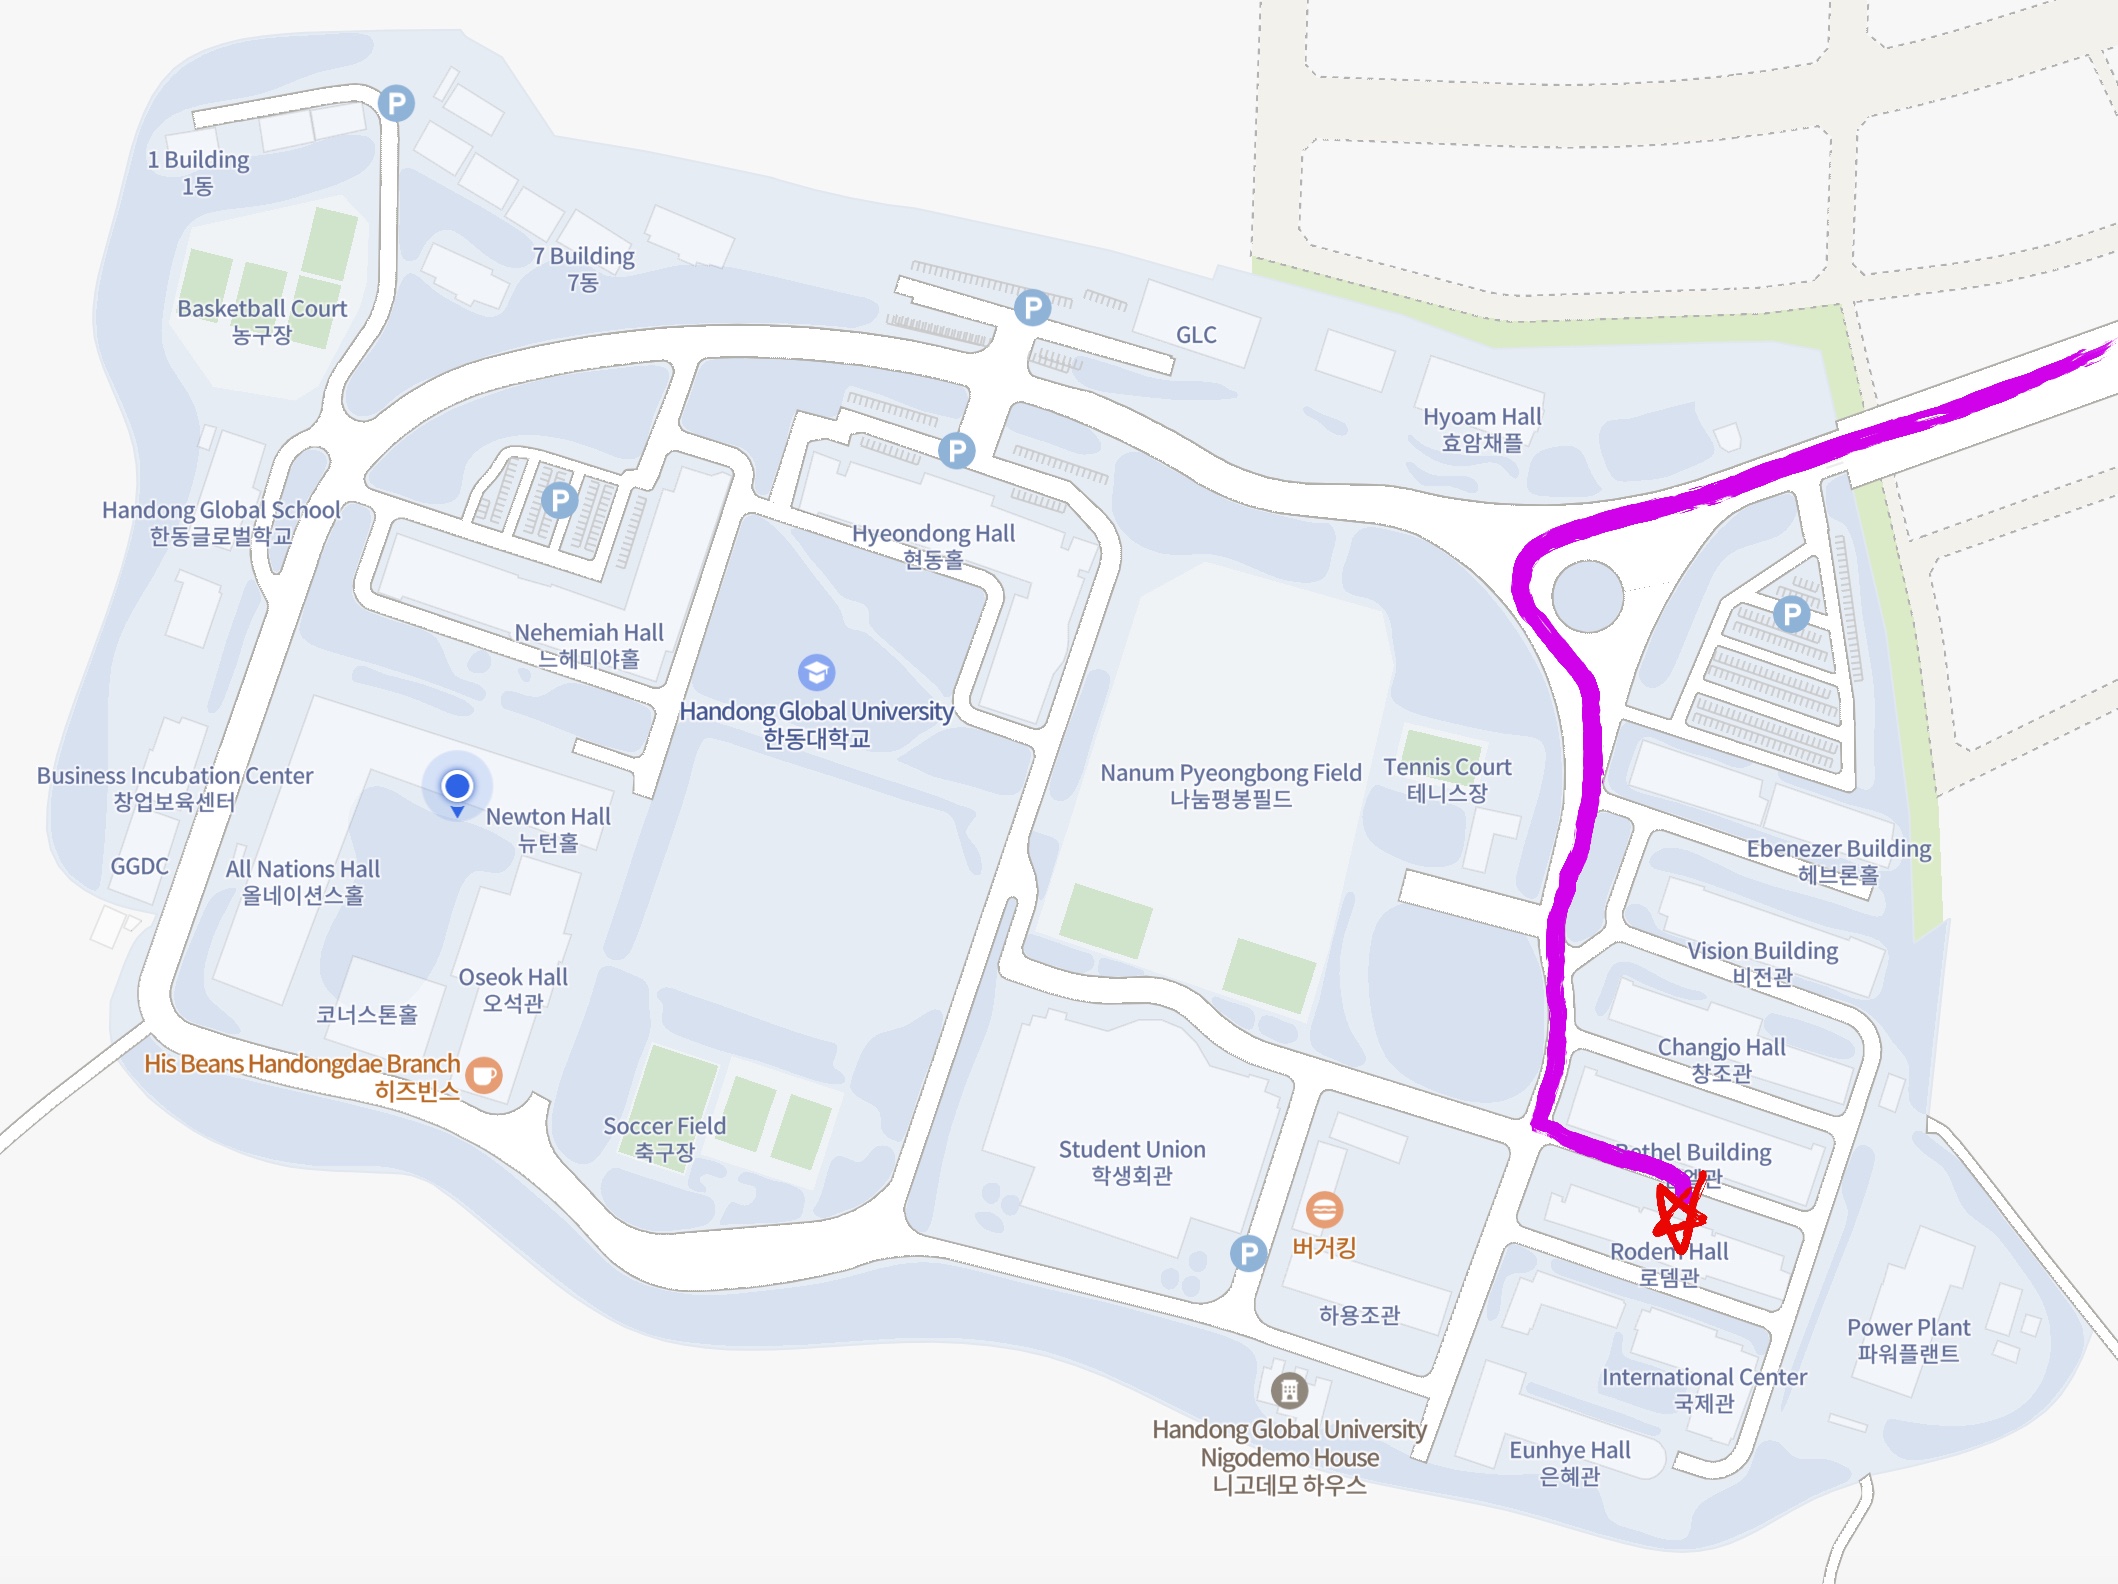 P
1 Building
1동
7 Building
7동
Basketball Court
농구장
P
GLC
Hyoam Hall
효암채플
P
P
Handong Global School
한동글로벌학교
Hyeondong Hall
현동홀
Nehemiah Hall
느헤미야홀
P
Handong Global University
한동대학교
Business Incubation Center
창업보육센터
Nanum Pyeongbong Field
나눔평봉필드
Tennis Court
테니스장
Newton Hall
뉴턴홀
GGDC
All Nations Hall
올네이션스홀
Ebenezer Building
헤브론홀
Vision Building
비전관
Oseok Hall
오석관
코너스톤홀
Changjo Hall
창조관
His Beans Handongdae Branch
히즈빈스
Soccer Field
축구장
Student Union
학생회관
Bethel Building
관
버거킹
P
Rodem Hall
로뎀관
하용조관
Power Plant
파워플랜트
International Center
국제관
Handong Global University
Nigodemo House
니고데모 하우스
Eunhye Hall
은혜관